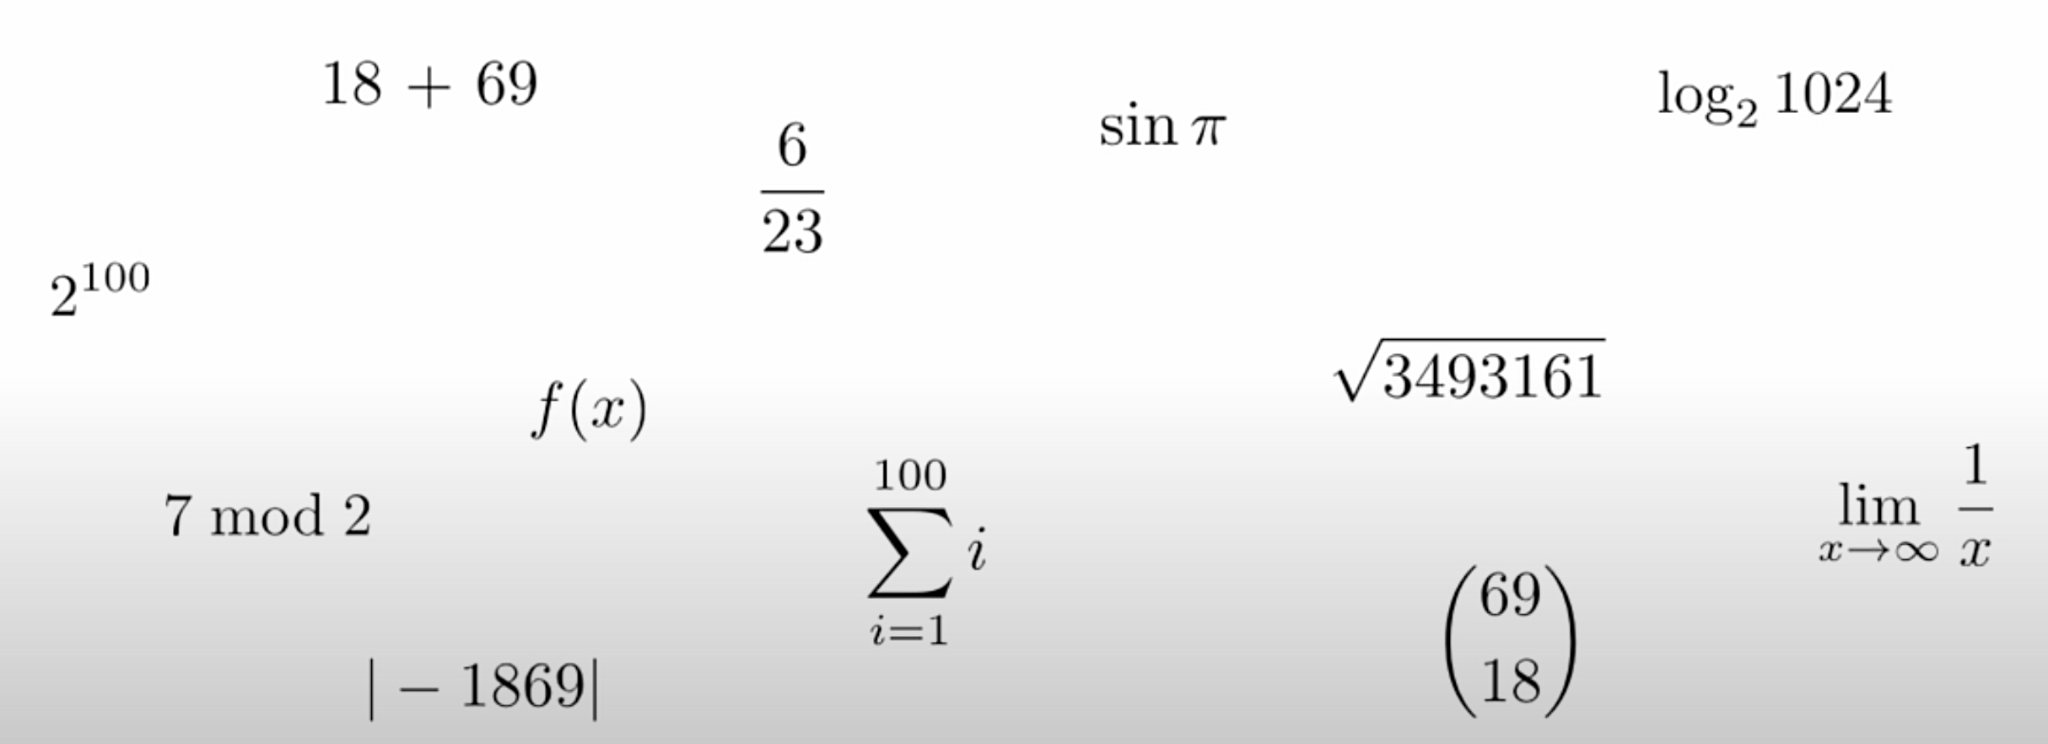 18 + 69
log₂ 1024
sin π
6/23
2¹⁰⁰
√3493161
f(x)
7 mod 2
∑_{i=1}^{100} i
lim_{x→∞} 1/x
(69 18)
|− 1869|